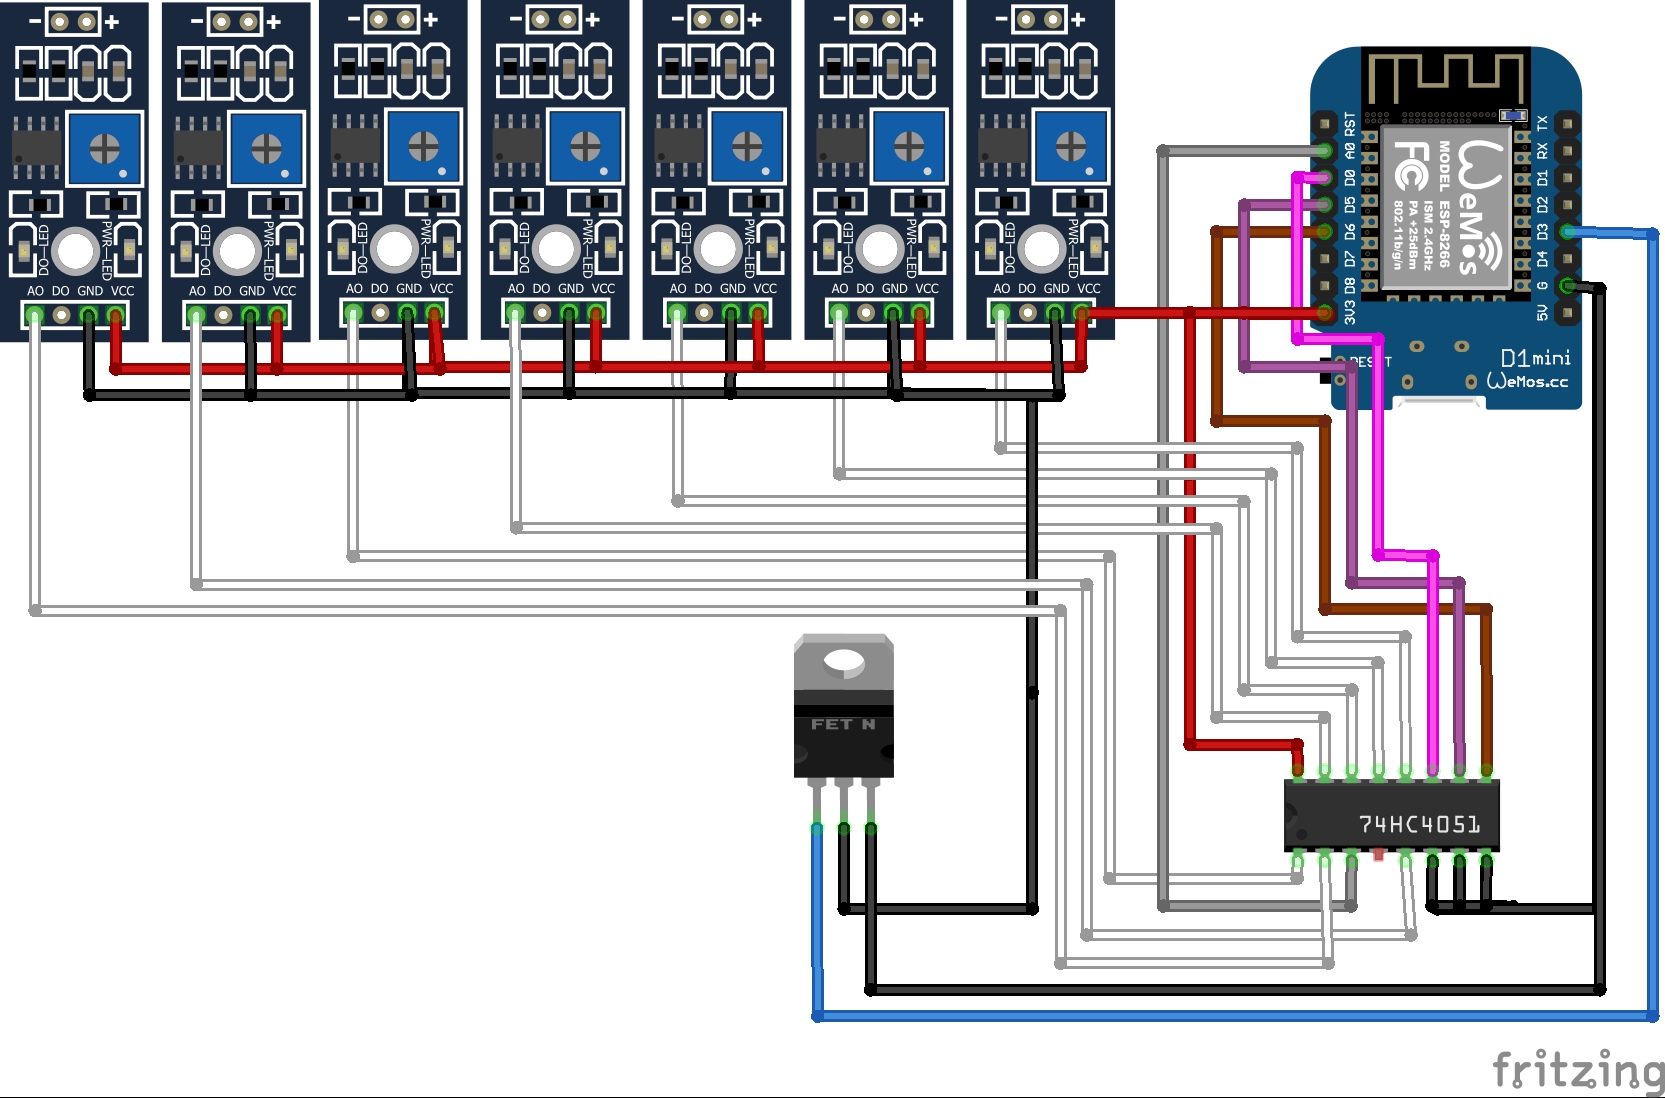 - +
- +
- +
- +
- +
- +
- +
DO-LED
PWR-LED
DO-LED
PWR-LED
DO-LED
PWR-LED
DO-LED
PWR-LED
DO-LED
PWR-LED
DO-LED
PWR-LED
DO-LED
PWR-LED
AO DO GND VCC
AO DO GND VCC
AO DO GND VCC
AO DO GND VCC
AO DO GND VCC
AO DO GND VCC
AO DO GND VCC
RST
A0
D0
D5
D6
D7
D8
3V3
TX
RX
D1
D2
D3
D4
G
5V
WeMos
MODEL ESP-8266
ISM 2.4GHz
PA +25dBm
802.11b/g/n
FC
RESET
D1mini
WeMos.cc
FET N
74HC4051
fritzing